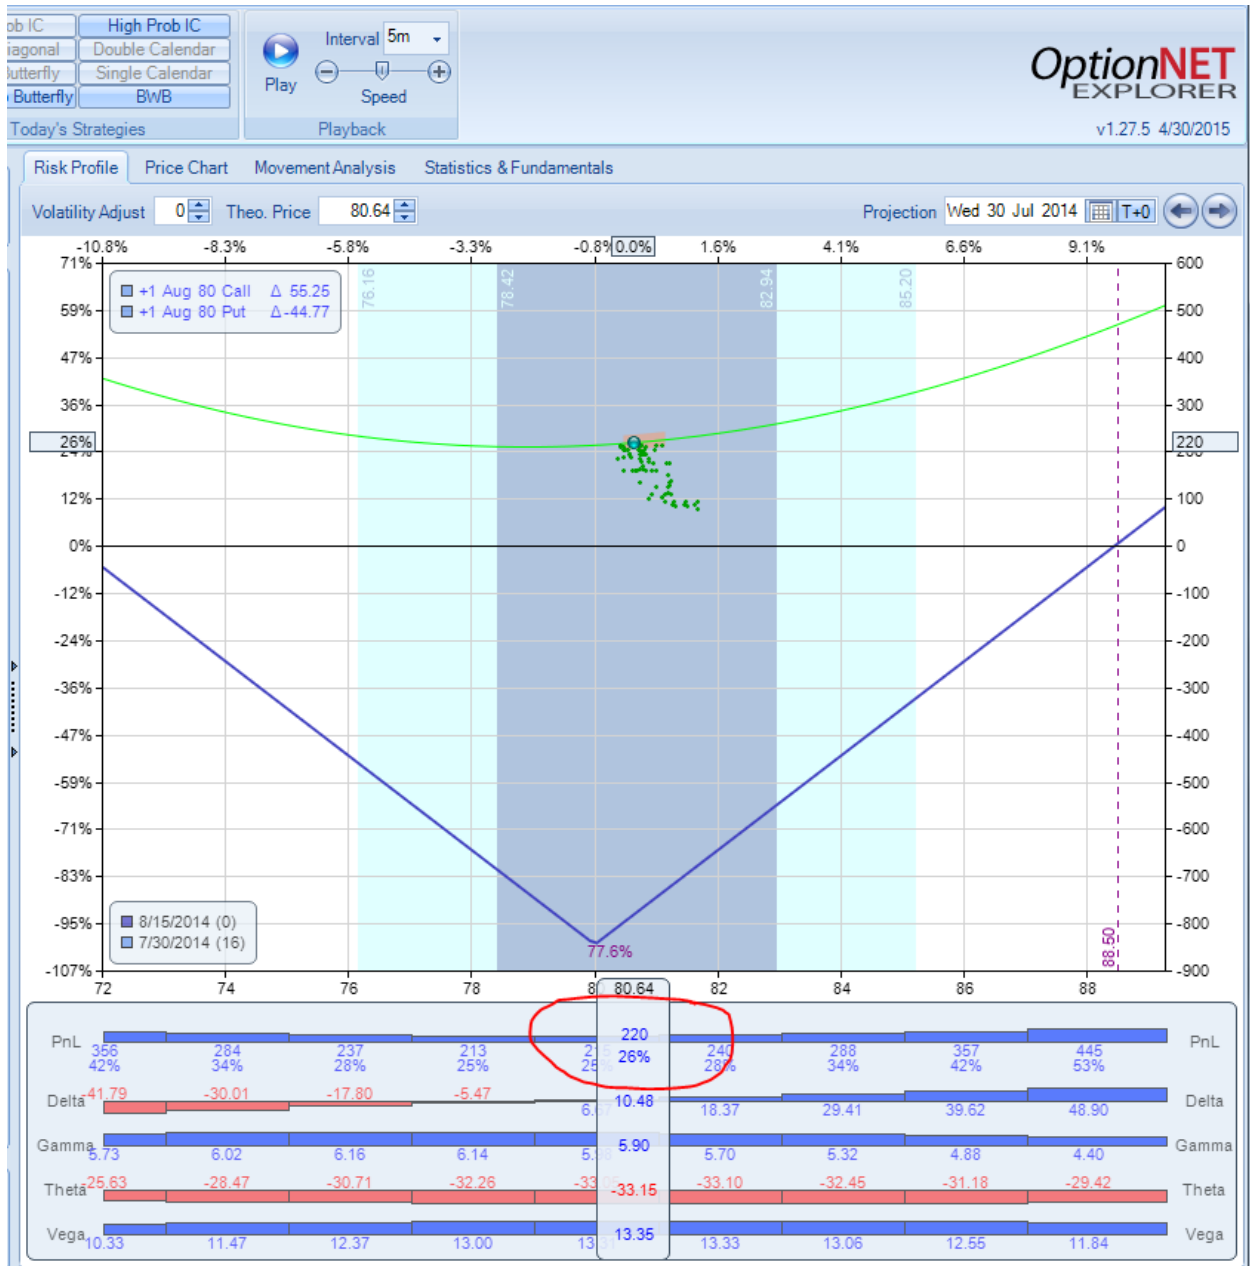 ob IC High Prob IC
iagonal Double Calendar
Butterfly Single Calendar
Butterfly BWB
Today's Strategies
Interval 5m
Play
Speed
Playback
OptionNET
EXPLORER
v1.27.5 4/30/2015
Risk Profile Price Chart Movement Analysis Statistics & Fundamentals
Volatility Adjust 0 Theo. Price 80.64 Projection Wed 30 Jul 2014 T+0
-10.8% -8.3% -5.8% -3.3% -0.8% 0.0% 1.6% 4.1% 6.6% 9.1%
71% 600
76.16 78.42 82.94 85.20
+1 Aug 80 Call Δ 55.25
+1 Aug 80 Put Δ-44.77
59% 500
47% 400
36% 300
26% 220
24% 200
12% 100
0% 0
-12% -100
-24% -200
-36% -300
-47% -400
-59% -500
-71% -600
-83% -700
-95% -800
8/15/2014 (0)
7/30/2014 (16)
77.6%
88.50
-107% -900
72 74 76 78 80.64 82 84 86 88
PnL 356 284 237 213 220 240 288 357 445 PnL
42% 34% 28% 25% 26% 28% 34% 42% 53%
Delta -41.79 -30.01 -17.80 -5.47 10.48 18.37 29.41 39.62 48.90 Delta
Gamma 5.73 6.02 6.16 6.14 5.90 5.70 5.32 4.88 4.40 Gamma
Theta -25.63 -28.47 -30.71 -32.26 -33.15 -33.10 -32.45 -31.18 -29.42 Theta
Vega 10.33 11.47 12.37 13.00 13.35 13.33 13.06 12.55 11.84 Vega